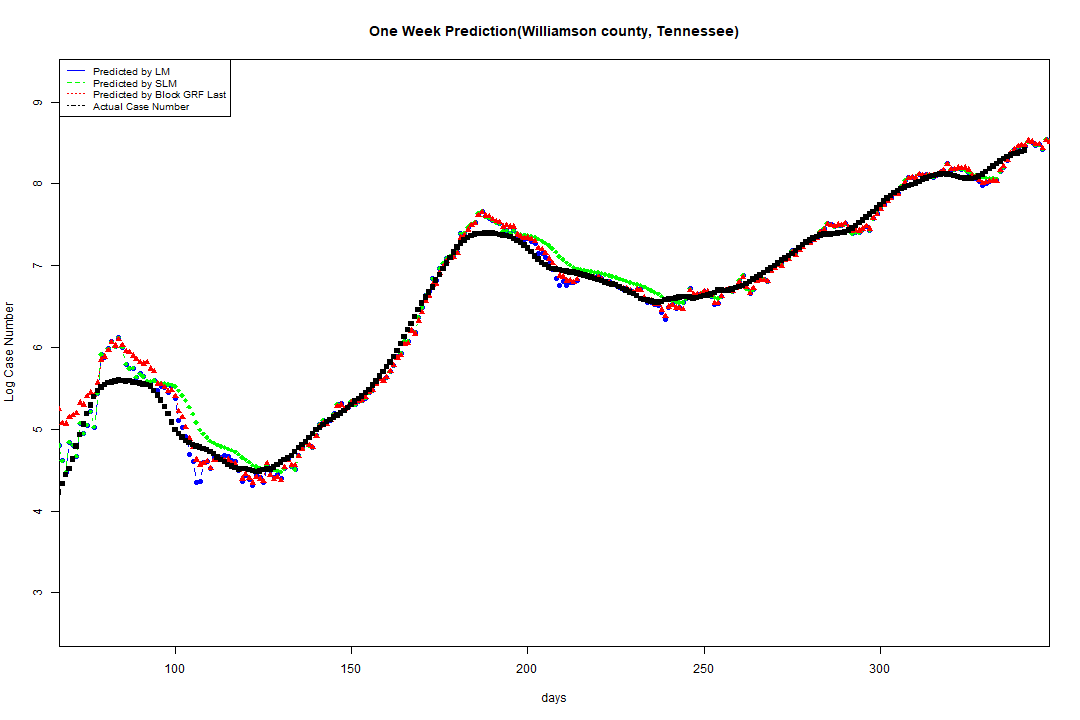 One Week Prediction(Williamson county, Tennessee)
Predicted by LM
Predicted by SLM
Predicted by Block GRF Last
Actual Case Number
9
8
7
6
5
4
3
Log Case Number
100 150 200 250 300
days